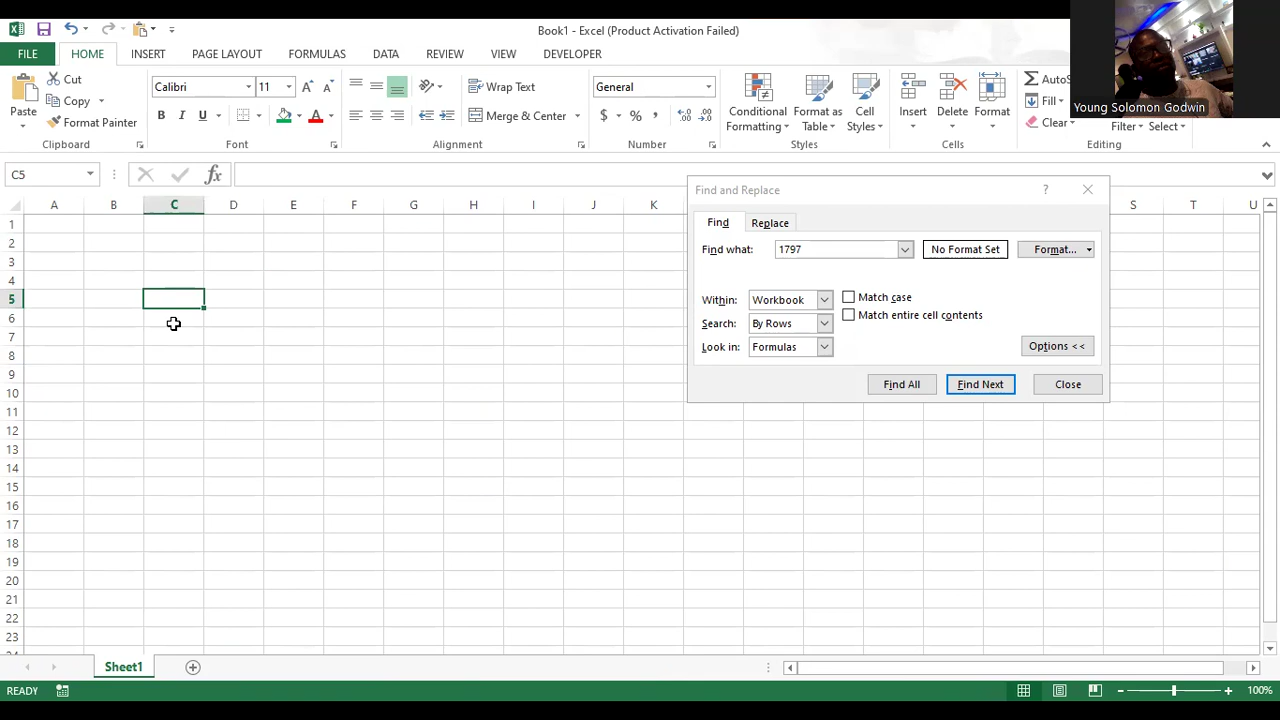 Book1 - Excel (Product Activation Failed)
FILE HOME INSERT PAGE LAYOUT FORMULAS DATA REVIEW VIEW DEVELOPER
Paste
Cut
Copy
Format Painter
Clipboard
Calibri 11
B I U A
Font
Wrap Text
Merge & Center
Alignment
General
$ % ,
Number
Conditional Formatting
Format as Table
Cell Styles
Styles
Insert
Delete
Format
Cells
AutoS
Fill
Clear
Filter
Select
Editing
Young Solomon Godwin
C5
fx
A B C D E F G H I J K S T U
1
2
3
4
5
6
7
8
9
10
11
12
13
14
15
16
17
18
19
20
21
22
23
Find and Replace
?
Find Replace
Find what: 1797 No Format Set Format...
Within: Workbook Match case
Search: By Rows Match entire cell contents
Look in: Formulas Options <<
Find All Find Next Close
Sheet1
READY 100%